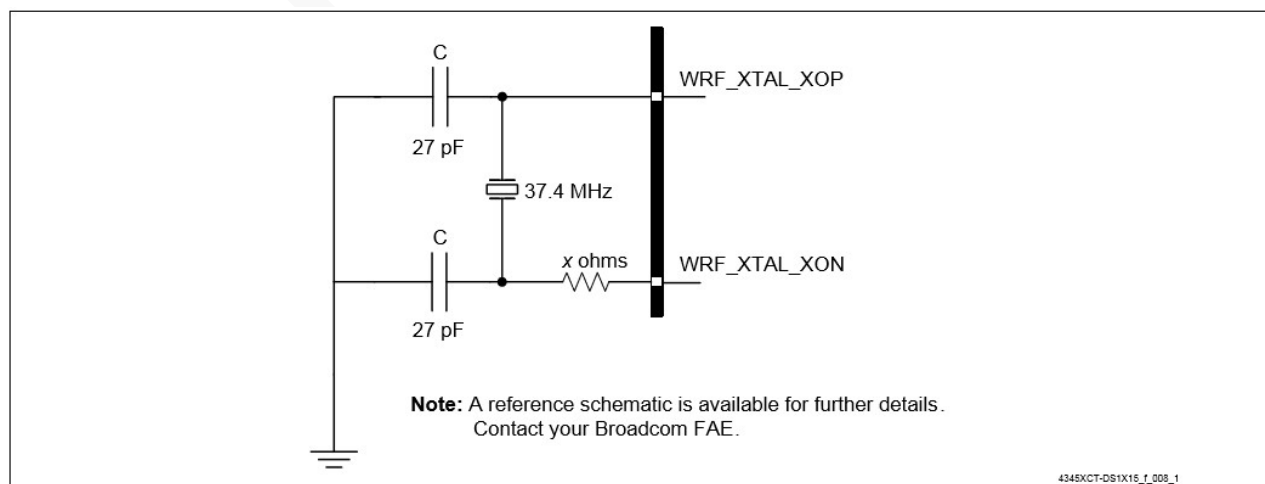 C
WRF_XTAL_XOP
27 pF
37.4 MHz
C
x ohms
WRF_XTAL_XON
27 pF
Note: A reference schematic is available for further details.
Contact your Broadcom FAE.
4345XCT-DS1X15_f_008_1